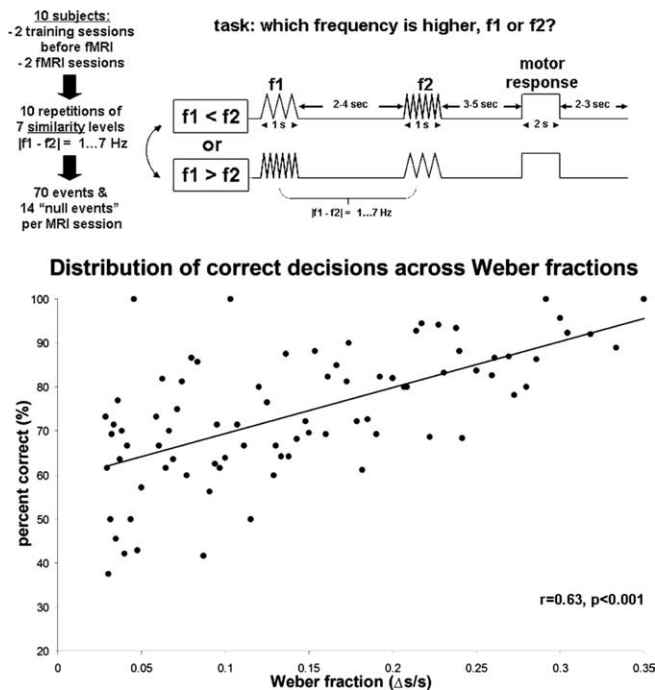 10 subjects:
- 2 training sessions
before fMRI
- 2 fMRI sessions
10 repetitions of
7 similarity levels
|f1 - f2| = 1...7 Hz
70 events &
14 "null events"
per MRI session
task: which frequency is higher, f1 or f2?
f1
f2
motor
response
f1 < f2
2-4 sec
3-5 sec
2-3 sec
1 s
1 s
2 s
or
f1 > f2
|f1 - f2| = 1...7 Hz
Distribution of correct decisions across Weber fractions
percent correct (%)
100
90
80
70
60
50
40
30
20
r=0.63, p<0.001
0 0.05 0.1 0.15 0.2 0.25 0.3 0.35
Weber fraction (Δs/s)